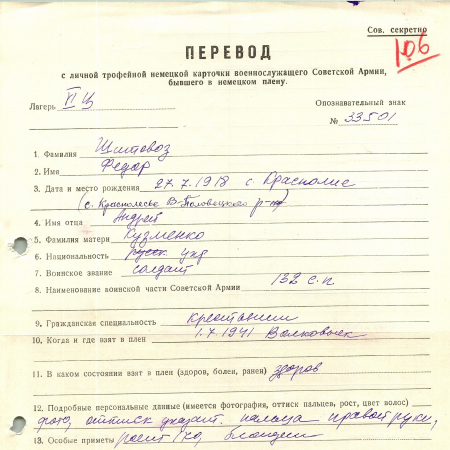 Сов. секретно
106
ПЕРЕВОД
с личной трофейной немецкой карточки военнослужащего Советской Армии,
бывшего в немецком плену.
Лагерь XI Ц
Опознавательный знак
№ 33501
1. Фамилия Щитовоз
2. Имя Федор
3. Дата и место рождения 27.7.1918 с. Красполие
(с. Краснолесье В-Половецкого р-на)
4. Имя отца Андрей
5. Фамилия матери Кузменко
6. Национальность русск укр
7. Воинское звание солдат
8. Наименование воинской части Советской Армии 132 с.п
9. Гражданская специальность крестьянин
10. Когда и где взят в плен 1.7.1941 Волковыск
11. В каком состоянии взят в плен (здоров, болен, ранен) здоров
12. Подробные персональные данные (имеется фотография, оттиск пальцев, рост, цвет волос)
фото, оттиск указат. пальца правой руки,
13. Особые приметы рост блондин